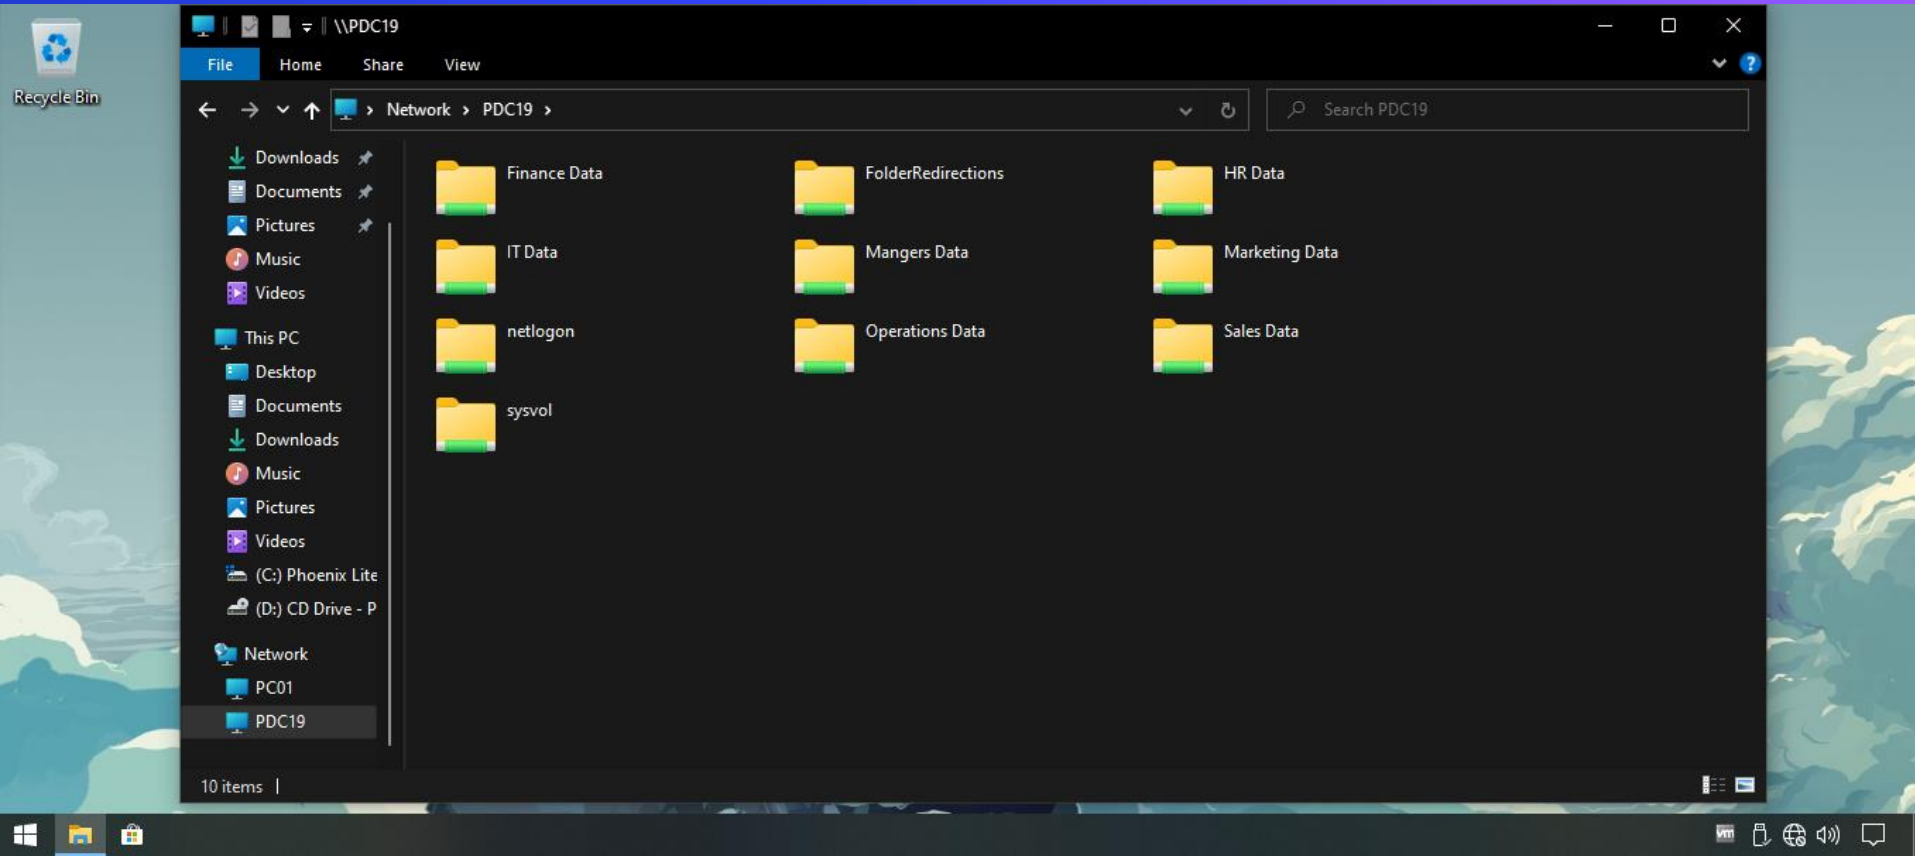 \\PDC19
Recycle Bin
File Home Share View
?
Network PDC19
Search PDC19
Downloads
Documents
Pictures
Music
Videos
This PC
Desktop
Documents
Downloads
Music
Pictures
Videos
(C:) Phoenix Lite
(D:) CD Drive - P
Network
PC01
PDC19
Finance Data FolderRedirections HR Data
IT Data Mangers Data Marketing Data
netlogon Operations Data Sales Data
sysvol
10 items
vm